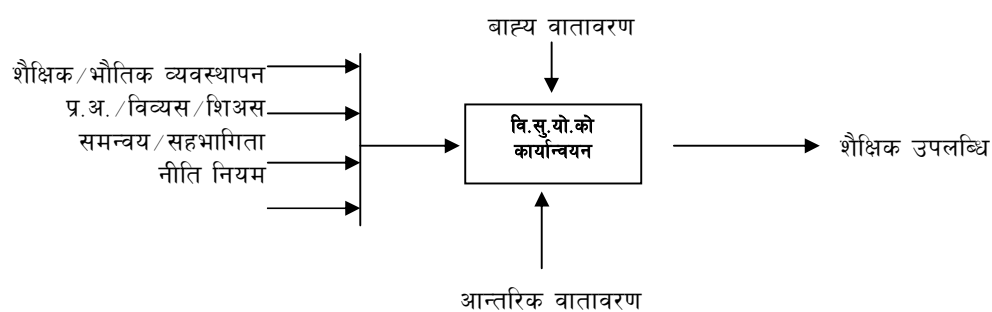 बाह्य वातावरण
शैक्षिक/भौतिक व्यवस्थापन
प्र.अ./विव्यस/शिअस
समन्वय/सहभागिता
नीति नियम
वि.सु.यो.को
कार्यान्वयन
शैक्षिक उपलब्धि
आन्तरिक वातावरण